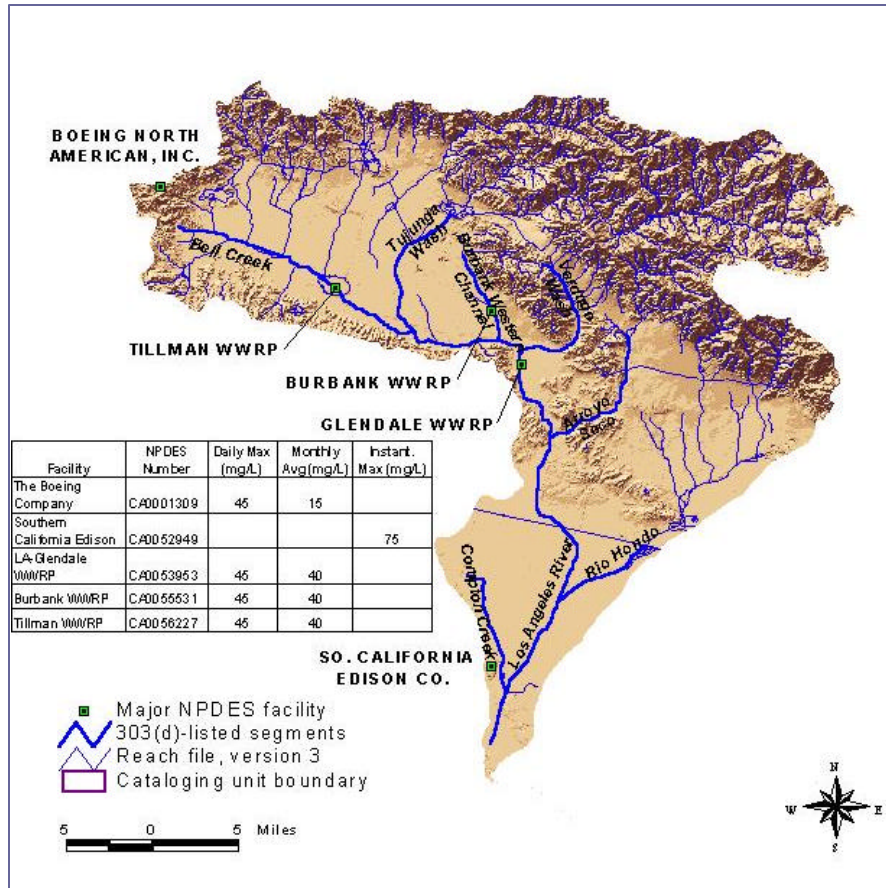 BOEING NORTH
AMERICAN, INC.
Bell Creek
Tujunga
Wash
Burbank Western
Channel
Verdugo
Wash
TILLMAN WWRP
BURBANK WWRP
GLENDALE WWRP
Arroyo
Seco
Facility NPDES Number Daily Max (mg/L) Monthly Avg(mg/L) Instant. Max (mg/L)
The Boeing Company CA0001309 45 15
Southern California Edison CA0052949 75
LA-Glendale WWRP CA0053953 45 40
Burbank WWRP CA0055531 45 40
Tillman WWRP CA0056227 45 40
Rio Hondo
Los Angeles River
Compton Creek
SO. CALIFORNIA
EDISON CO.
Major NPDES facility
303(d)-listed segments
Reach file, version 3
Cataloging unit boundary
5 0 5 Miles
N
W E
S